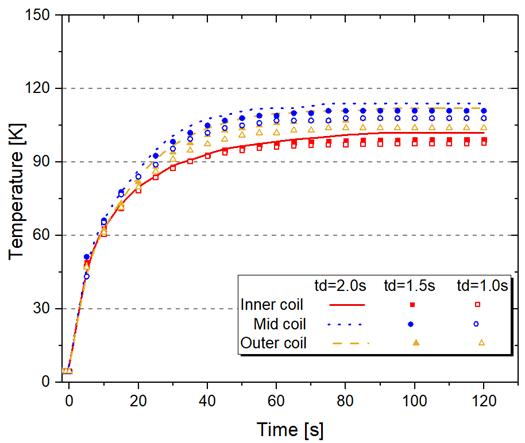 150
120
90
60
30
0
Temperature [K]
td=2.0s td=1.5s td=1.0s
Inner coil
Mid coil
Outer coil
0 20 40 60 80 100 120
Time [s]